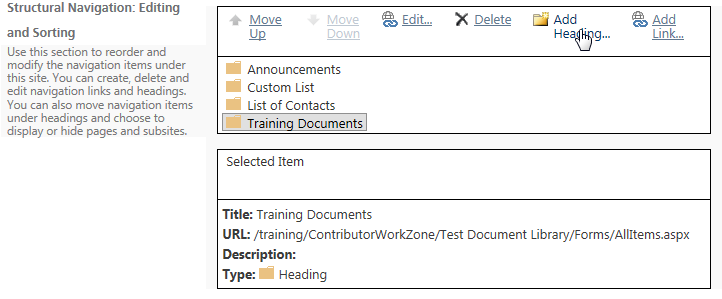 Structural Navigation: Editing
and Sorting
Use this section to reorder and
modify the navigation items under
this site. You can create, delete and
edit navigation links and headings.
You can also move navigation items
under headings and choose to
display or hide pages and subsites.
Move Up
Move Down
Edit...
Delete
Add Heading...
Add Link...
Announcements
Custom List
List of Contacts
Training Documents
Selected Item
Title: Training Documents
URL: /training/ContributorWorkZone/Test Document Library/Forms/AllItems.aspx
Description:
Type: Heading